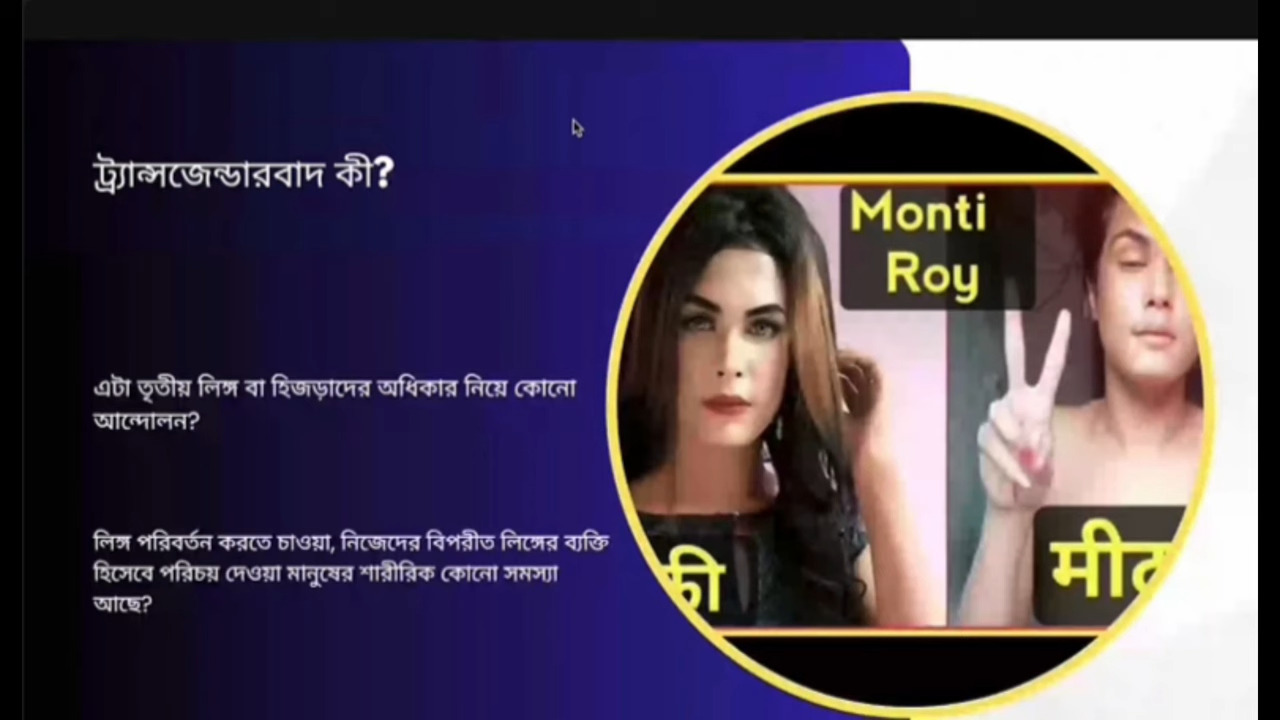 ট্র্যান্সজেন্ডারবাদ কী?
এটা তৃতীয় লিঙ্গ বা হিজড়াদের অধিকার নিয়ে কোনো
আন্দোলন?
লিঙ্গ পরিবর্তন করতে চাওয়া, নিজেদের বিপরীত লিঙ্গের ব্যক্তি
হিসেবে পরিচয় দেওয়া মানুষের শারীরিক কোনো সমস্যা
আছে?
Monti
Roy
की